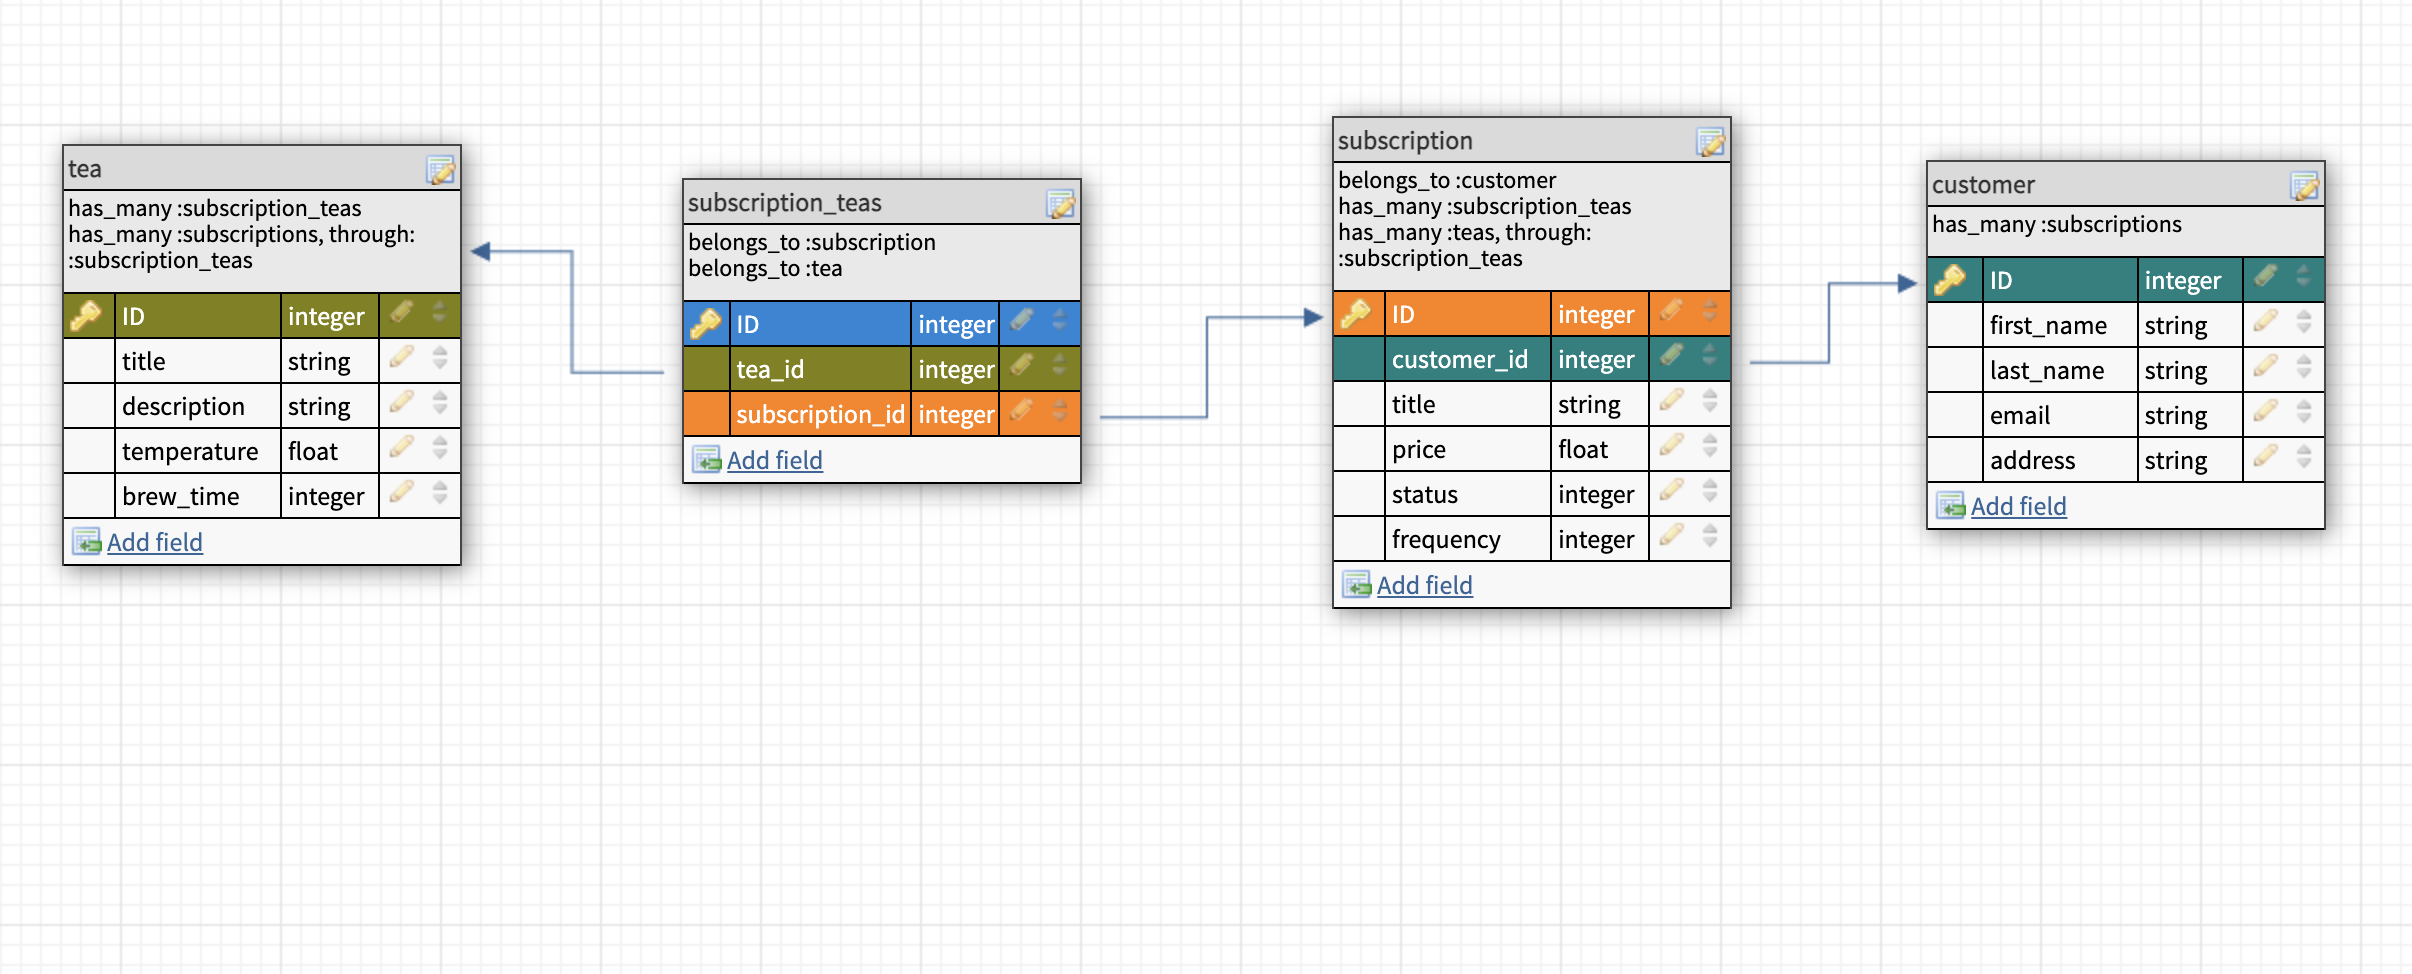 tea
has_many :subscription_teas
has_many :subscriptions, through:
:subscription_teas
ID integer
title string
description string
temperature float
brew_time integer
Add field
subscription_teas
belongs_to :subscription
belongs_to :tea
ID integer
tea_id integer
subscription_id integer
Add field
subscription
belongs_to :customer
has_many :subscription_teas
has_many :teas, through:
:subscription_teas
ID integer
customer_id integer
title string
price float
status integer
frequency integer
Add field
customer
has_many :subscriptions
ID integer
first_name string
last_name string
email string
address string
Add field